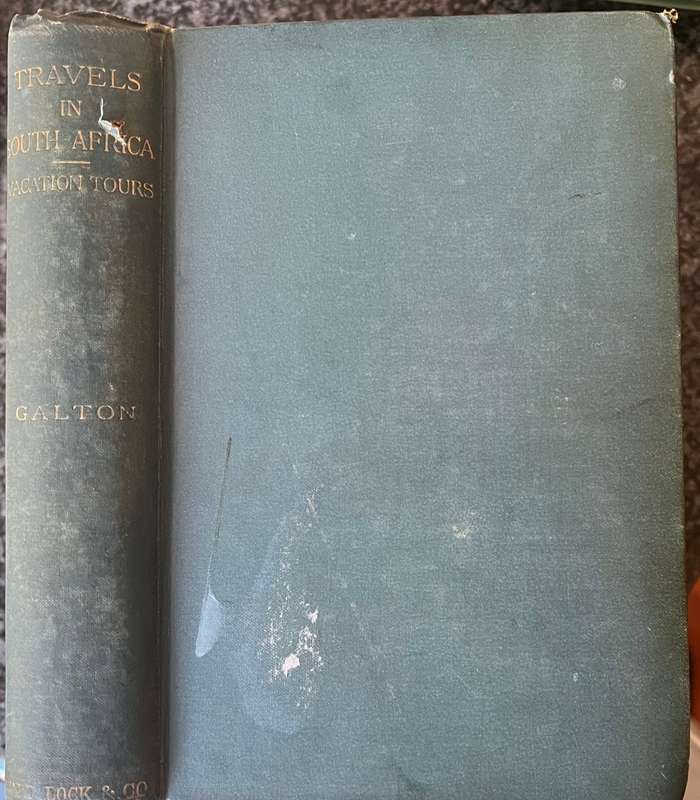 TRAVELS
IN
SOUTH AFRICA
VACATION TOURS
GALTON
LOCK & CO